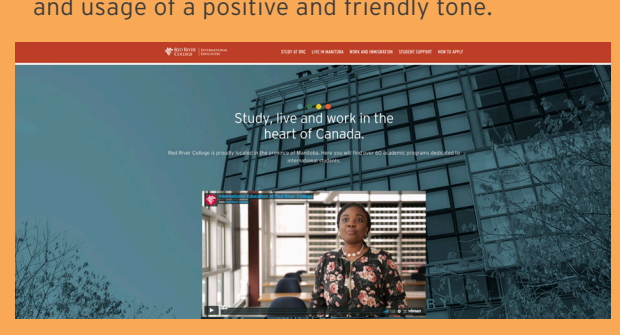 and usage of a positive and friendly tone.
RED RIVER COLLEGE | INTERNATIONAL EDUCATION
STUDY AT RRC LIVE IN MANITOBA WORK AND IMMIGRATION STUDENT SUPPORT HOW TO APPLY
Study, live and work in the
heart of Canada.
Red River College is proudly located in the province of Manitoba. Here you will find over 60 academic programs dedicated to
international students.
International Education at Red River College
vimeo